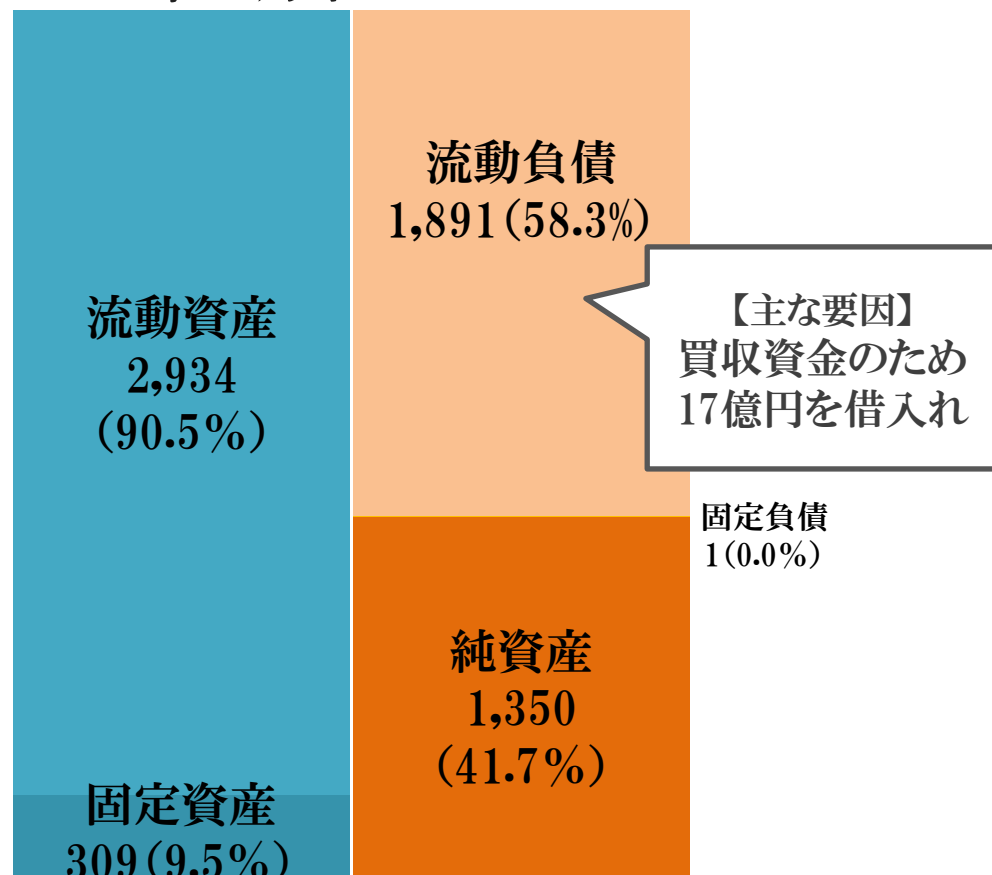 流動資産
2,934
(90.5%)
固定資産
309(9.5%)
流動負債
1,891(58.3%)
【主な要因】
買収資金のため
17億円を借入れ
固定負債
1(0.0%)
純資産
1,350
(41.7%)